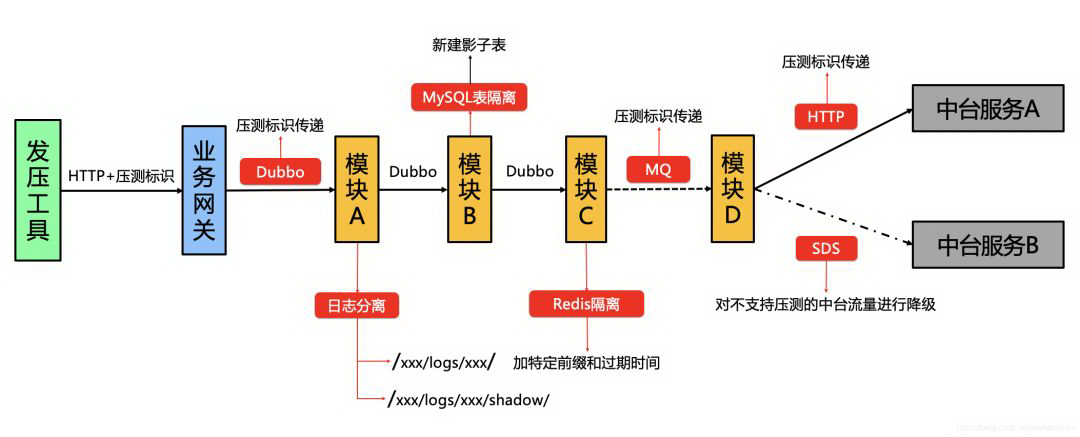 新建影子表
压测标识传递
MySQL表隔离
中台服务A
HTTP
压测标识传递
压测标识传递
发压工具
HTTP+压测标识
业务网关
Dubbo
模块A
Dubbo
模块B
Dubbo
模块C
MQ
模块D
中台服务B
SDS
日志分离
Redis隔离
对不支持压测的中台流量进行降级
/xxx/logs/xxx/
加特定前缀和过期时间
/xxx/logs/xxx/shadow/